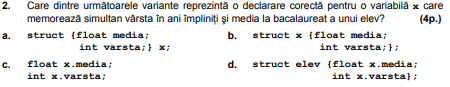 2. Care dintre următoarele variante reprezintă o declarare corectă pentru o variabilă x care
memorează simultan vârsta în ani împliniţi şi media la bacalaureat a unui elev? (4p.)
a. struct {float media; b. struct x {float media;
int varsta;} x; int varsta;};
c. float x.media; d. struct elev {float x.media;
int x.varsta; int x.varsta};